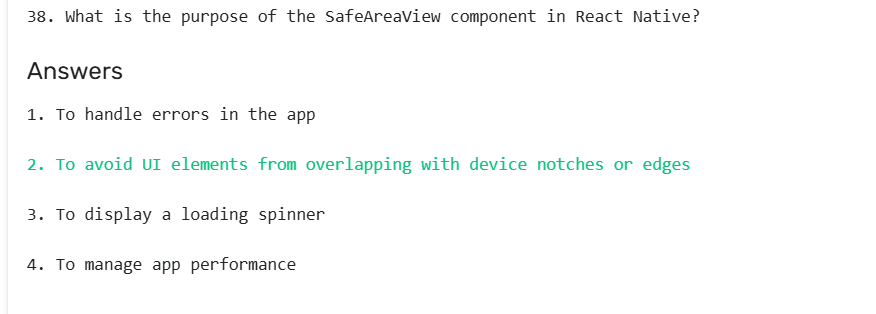 38. What is the purpose of the SafeAreaView component in React Native?
Answers
1. To handle errors in the app
2. To avoid UI elements from overlapping with device notches or edges
3. To display a loading spinner
4. To manage app performance